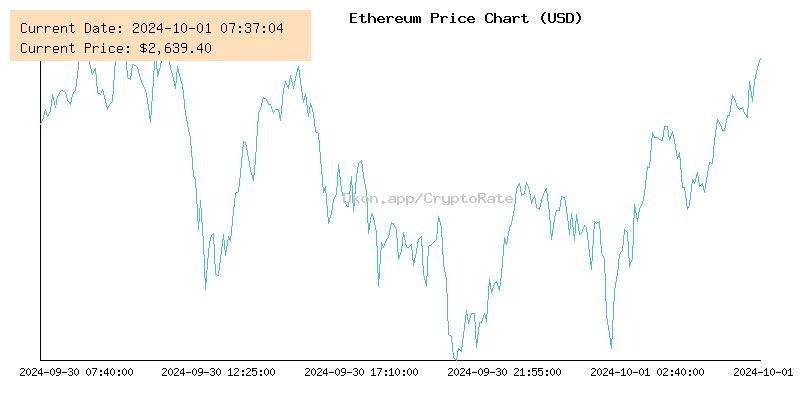 Ethereum Price Chart (USD)
Current Date: 2024-10-01 07:37:04
Current Price: $2,639.40
Dkon.app/CryptoRate
2024-09-30 07:40:00 2024-09-30 12:25:00 2024-09-30 17:10:00 2024-09-30 21:55:00 2024-10-01 02:40:00 2024-10-01